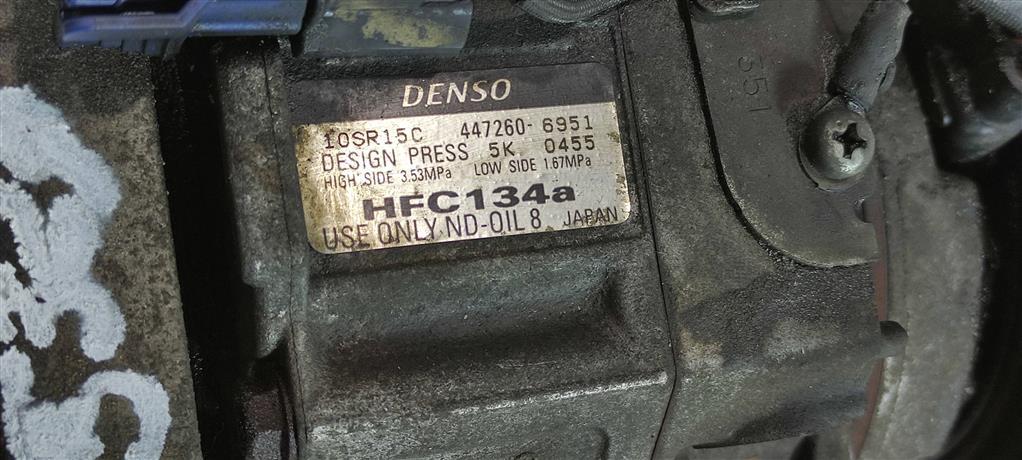 DENSO
10SR15C 447260-6951
DESIGN PRESS 5K 0455
HIGH SIDE 3.53MPa LOW SIDE 1.67MPa
HFC134a
USE ONLY ND-OIL 8 JAPAN
551